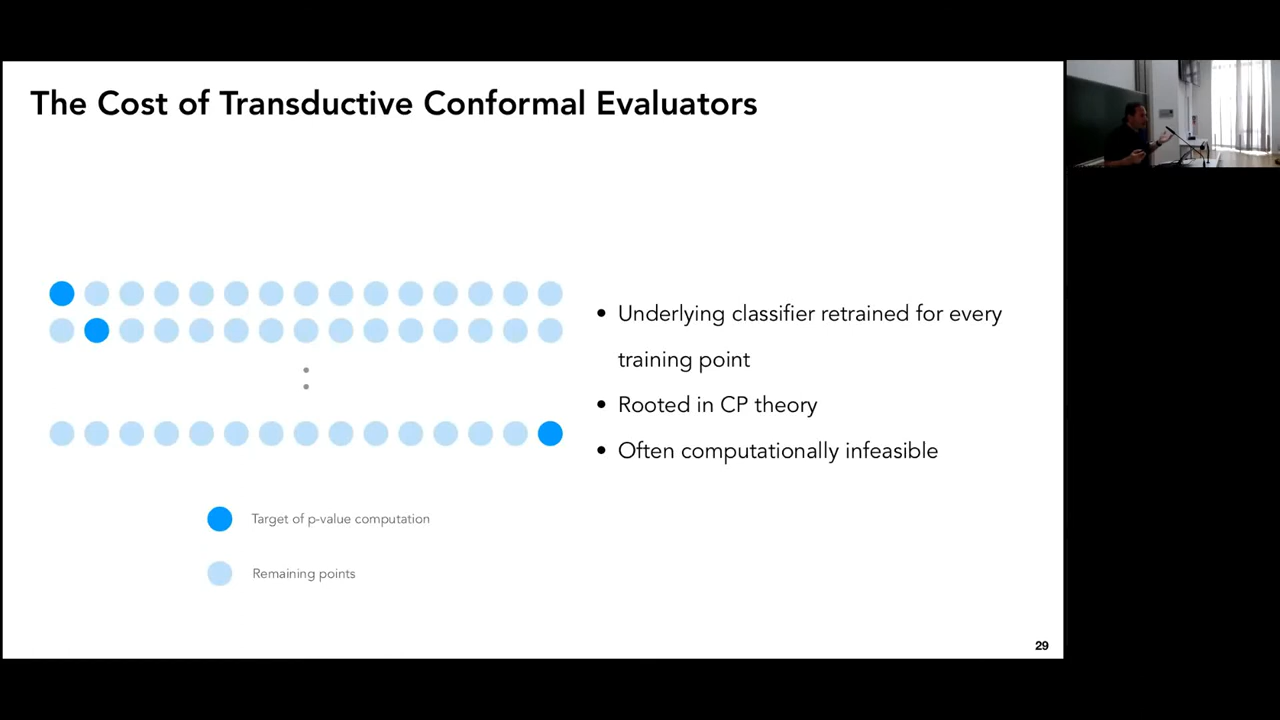 The Cost of Transductive Conformal Evaluators
• Underlying classifier retrained for every
training point
• Rooted in CP theory
• Often computationally infeasible
Target of p-value computation
Remaining points
29